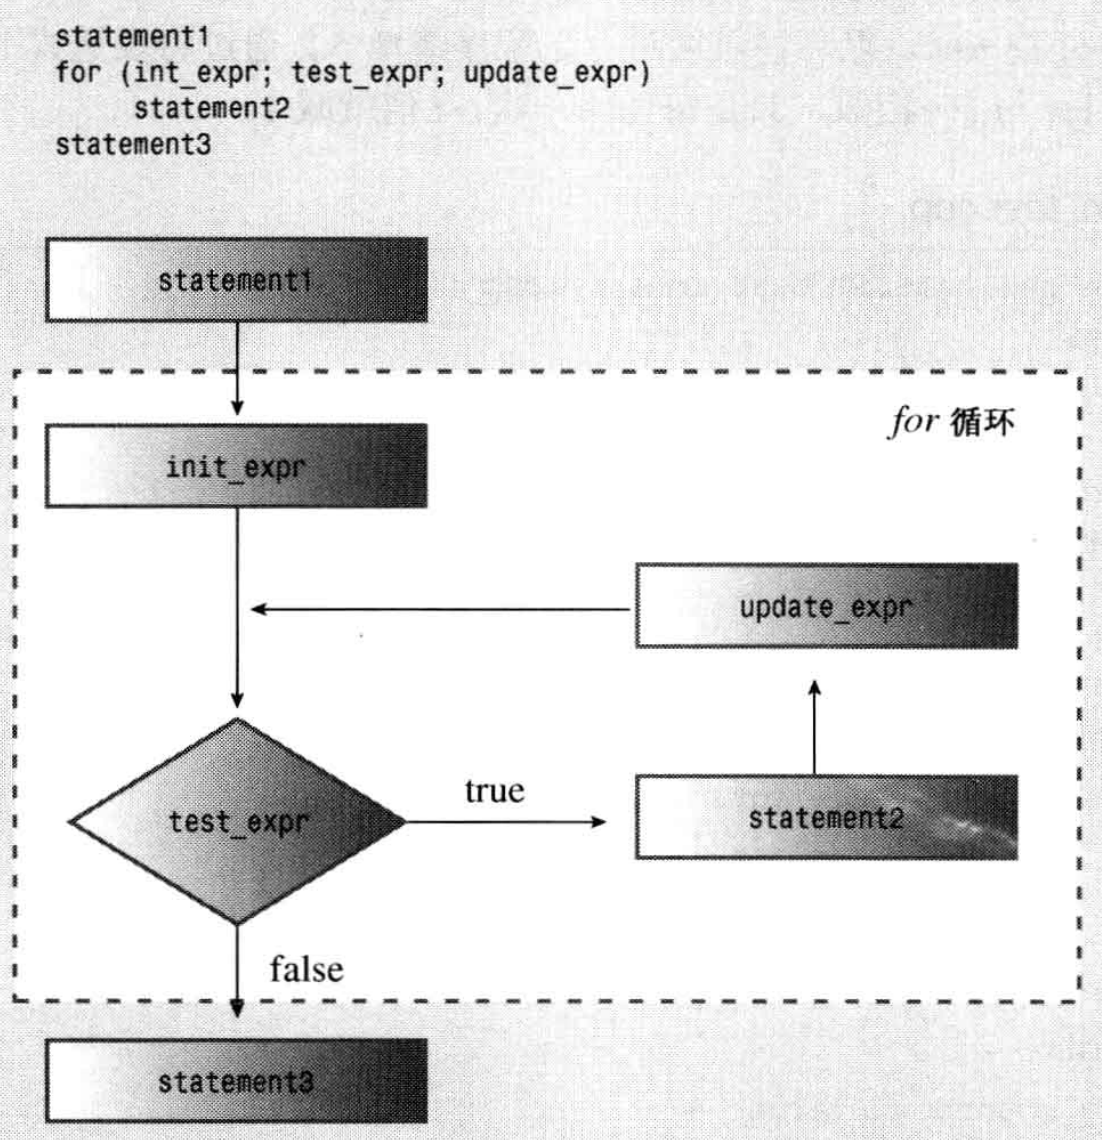 statement1
for (int_expr; test_expr; update_expr)
statement2
statement3
statement1
for 循环
init_expr
update_expr
true
test_expr
statement2
false
statement3